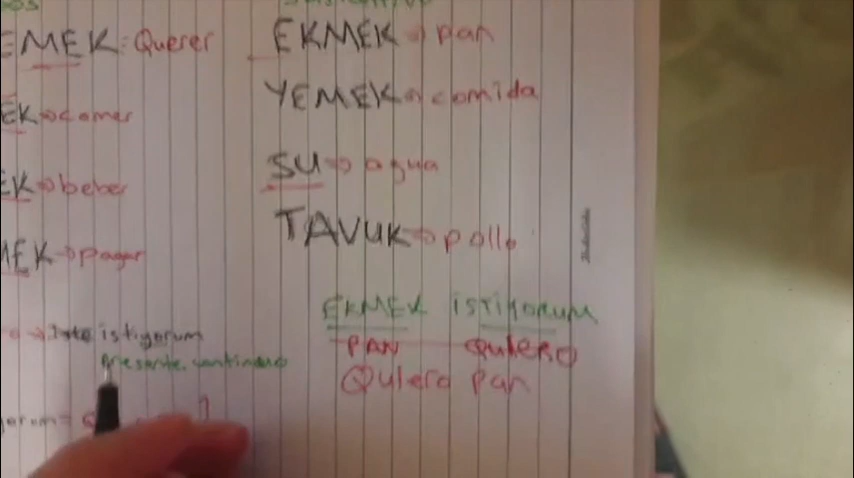 EMEK: Querer
EK → comer
EK → beber
MEK → pagar
EKMEK → pan
YEMEK → comida
SU → agua
TAVUK → pollo
EKMEK istiyorum
PAN QUIERO
Quiero pan
istiyorum
Presente continuo